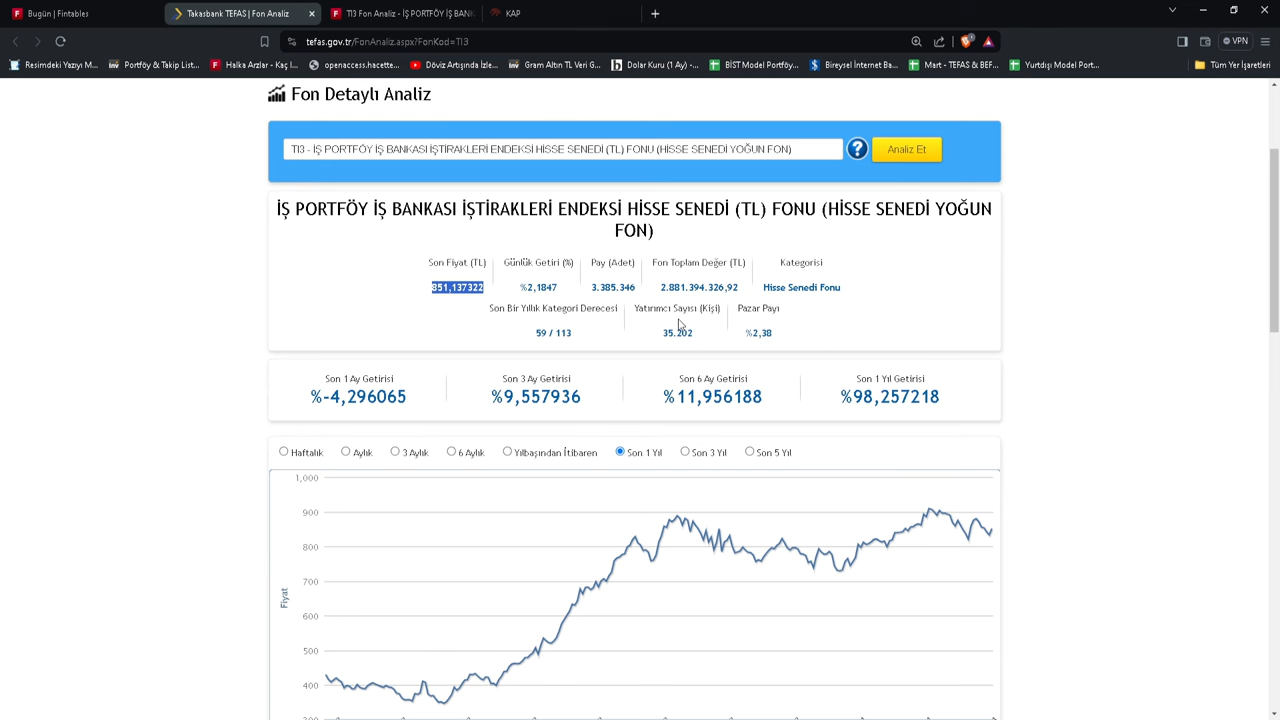 Bugün | Fintables
Takasbank TEFAS | Fon Analiz
TI3 Fon Analiz - İŞ PORTFÖY İŞ BANK
KAP
tefas.gov.tr/FonAnaliz.aspx?FonKod=TI3
VPN
Resimdeki Yazıyı M...
Portföy & Takip List...
Halka Arzlar - Kaç l...
openaccess.hacette...
Döviz Artışında İzle...
Gram Altın TL Veri G...
Dolar Kuru (1 Ay) -...
BİST Model Portföy...
Bireysel İnternet Ba...
Mart - TEFAS & BEF...
Yurtdışı Model Port...
Tüm Yer İşaretleri
Fon Detaylı Analiz
TI3 - İŞ PORTFÖY İŞ BANKASI İŞTİRAKLERİ ENDEKSİ HİSSE SENEDİ (TL) FONU (HİSSE SENEDİ YOĞUN FON)
?
Analiz Et
İŞ PORTFÖY İŞ BANKASI İŞTİRAKLERİ ENDEKSİ HİSSE SENEDİ (TL) FONU (HİSSE SENEDİ YOĞUN
FON)
Son Fiyat (TL) Günlük Getiri (%) Pay (Adet) Fon Toplam Değer (TL) Kategorisi
851,137322 %2,1847 3.385.346 2.881.394.326,92 Hisse Senedi Fonu
Son Bir Yıllık Kategori Derecesi Yatırımcı Sayısı (Kişi) Pazar Payı
59 / 113 35.202 %2,38
Son 1 Ay Getirisi Son 3 Ay Getirisi Son 6 Ay Getirisi Son 1 Yıl Getirisi
%-4,296065 %9,557936 %11,956188 %98,257218
Haftalık Aylık 3 Aylık 6 Aylık Yılbaşından İtibaren Son 1 Yıl Son 3 Yıl Son 5 Yıl
1,000
900
800
700
600
500
400
300
Fiyat